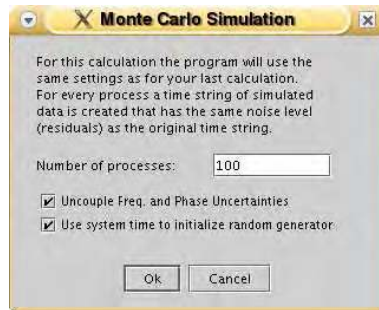 Monte Carlo Simulation
For this calculation the program will use the
same settings as for your last calculation.
For every process a time string of simulated
data is created that has the same noise level
(residuals) as the original time string.
Number of processes: 100
Uncouple Freq. and Phase Uncertainties
Use system time to initialize random generator
Ok Cancel